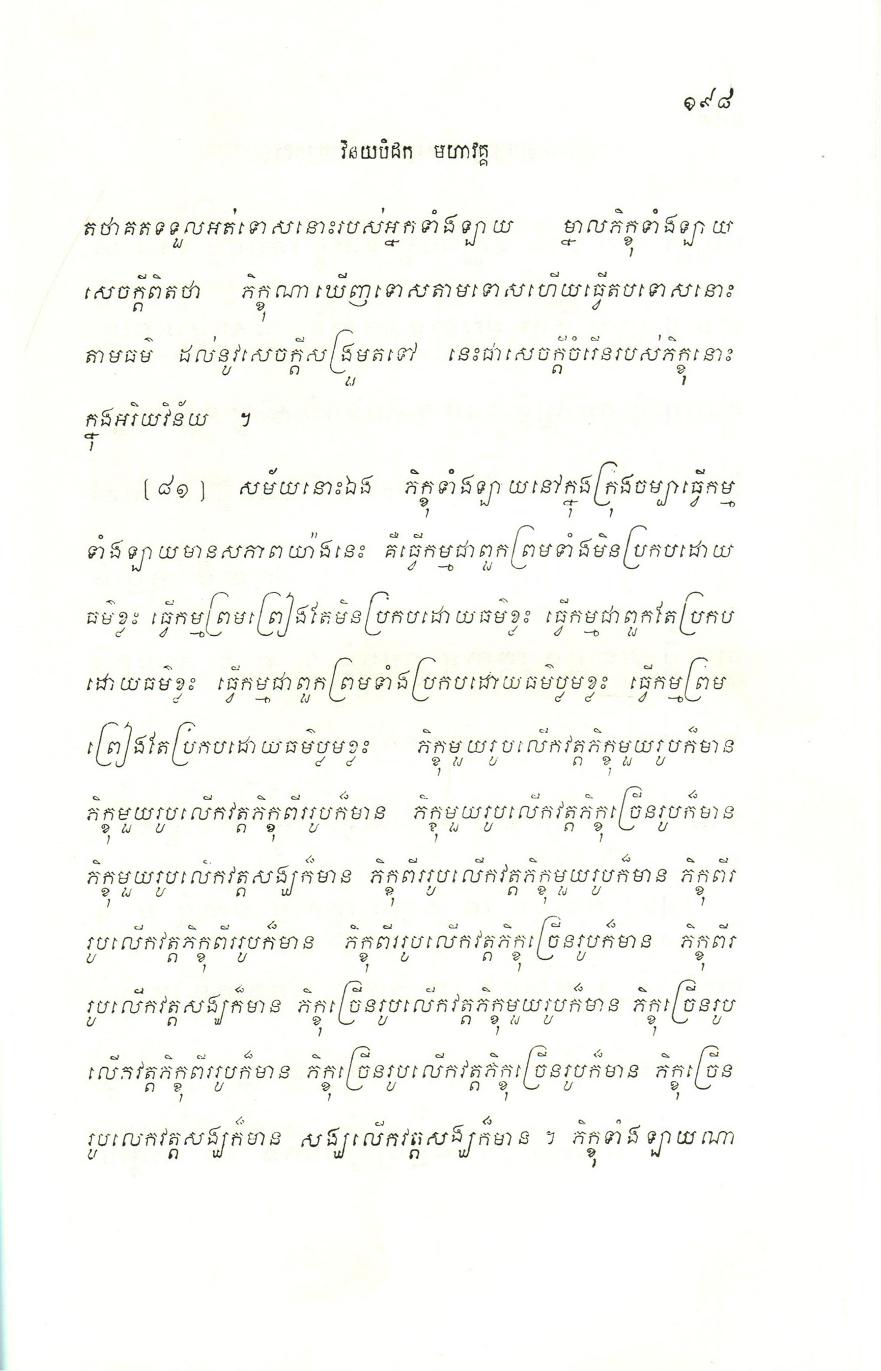 ១៩៨
វិនយបិដក មហាវគ្គ
តថាគតទទួលអត់ទោសនោះរបស់អ្នកទាំងឡាយ ម្នាលភិក្ខុទាំងឡាយ
សេចក្តីពិតថា ភិក្ខុណាឃើញទោសតាមទោសហើយធ្វើតបទោសនោះ
តាមធម៌ ដល់នូវសេចក្តីសង្រួមតទៅ នេះជាសេចក្តីចំរើនរបស់ភិក្ខុនោះ
ក្នុងអរិយវិន័យ ។
[៨១] សម័យនោះឯង ភិក្ខុទាំងឡាយនៅក្នុងក្រុងចម្បាធ្វើកម្ម
ទាំងឡាយមានសភាពយ៉ាងនេះ គឺធ្វើកម្មជាពួកព្រមទាំងមិនប្រកបដោយ
ធម៌ខ្លះ ធ្វើកម្មព្រមព្រៀងតែមិនប្រកបដោយធម៌ខ្លះ ធ្វើកម្មជាពួកតែប្រកប
ដោយធម៌ខ្លះ ធ្វើកម្មជាពួកព្រមទាំងប្រកបដោយធម៌ប្លមខ្លះ ធ្វើកម្មព្រម
ព្រៀងតែប្រកបដោយធម៌ប្លមខ្លះ ភិក្ខុមួយរូបលើកវត្តភិក្ខុមួយរូបក៏មាន
ភិក្ខុមួយរូបលើកវត្តភិក្ខុពីររូបក៏មាន ភិក្ខុមួយរូបលើកវត្តភិក្ខុច្រើនរូបក៏មាន
ភិក្ខុមួយរូបលើកវត្តសង្ឃក៏មាន ភិក្ខុពីររូបលើកវត្តភិក្ខុមួយរូបក៏មាន ភិក្ខុពីរ
រូបលើកវត្តភិក្ខុពីររូបក៏មាន ភិក្ខុពីររូបលើកវត្តភិក្ខុច្រើនរូបក៏មាន ភិក្ខុពីរ
រូបលើកវត្តសង្ឃក៏មាន ភិក្ខុច្រើនរូបលើកវត្តភិក្ខុមួយរូបក៏មាន ភិក្ខុច្រើនរូប
លើកវត្តភិក្ខុពីររូបក៏មាន ភិក្ខុច្រើនរូបលើកវត្តភិក្ខុច្រើនរូបក៏មាន ភិក្ខុច្រើន
រូបលេកវត្តសង្ឃក៏មាន សង្ឃលើកវត្តសង្ឃក៏មាន ។ ភិក្ខុទាំងឡាយណា